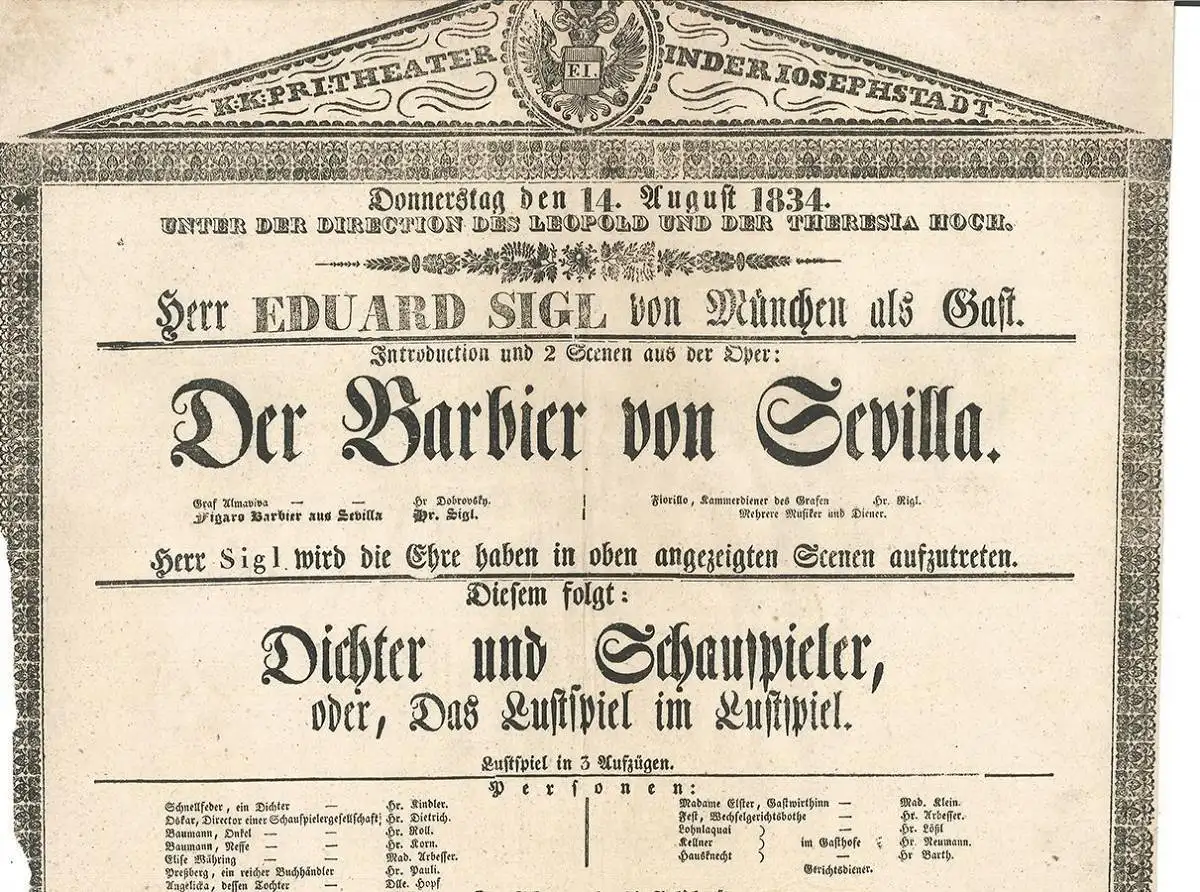 K:K:PRI:THEATER IN DER IOSEPHSTADT
F.I.
Donnerstag den 14. August 1834.
UNTER DER DIRECTION DES LEOPOLD UND DER THERESIA HOCH.
Herr EDUARD SIGL von München als Gast.
Introduction und 2 Scenen aus der Oper:
Der Barbier von Sevilla.
Graf Almaviva — — Hr Dobrovsky.
Figaro Barbier aus Sevilla Hr. Sigl.
Fiorillo, Kammerdiener des Grafen Hr. Rigl.
Mehrere Musiker und Diener.
Herr Sigl wird die Ehre haben in oben angezeigten Scenen aufzutreten.
Diesem folgt:
Dichter und Schauspieler,
oder, Das Lustspiel im Lustspiel.
Lustspiel in 3 Aufzügen.
Personen:
Schnellfeder, ein Dichter — Hr. Kindler.
Oskar, Director einer Schauspielergesellschaft; Hr. Dietrich.
Baumann, Onkel — — Hr. Roll.
Baumann, Neffe — — Hr. Korn.
Elise Währing — — Mad. Arbesser.
Preßberg, ein reicher Buchhändler Hr. Pauli.
Angelicka, dessen Tochter — Dlle. Hopf
Madame Elster, Gastwirthinn — Mad. Klein.
Fest, Wechselgerichtsbothe — Hr. Arbesser.
Lohnlaquai Hr. Lößl
Kellner im Gasthofe Hr. Neumann.
Hausknecht — Hr Barth.
Gerichtsdiener.